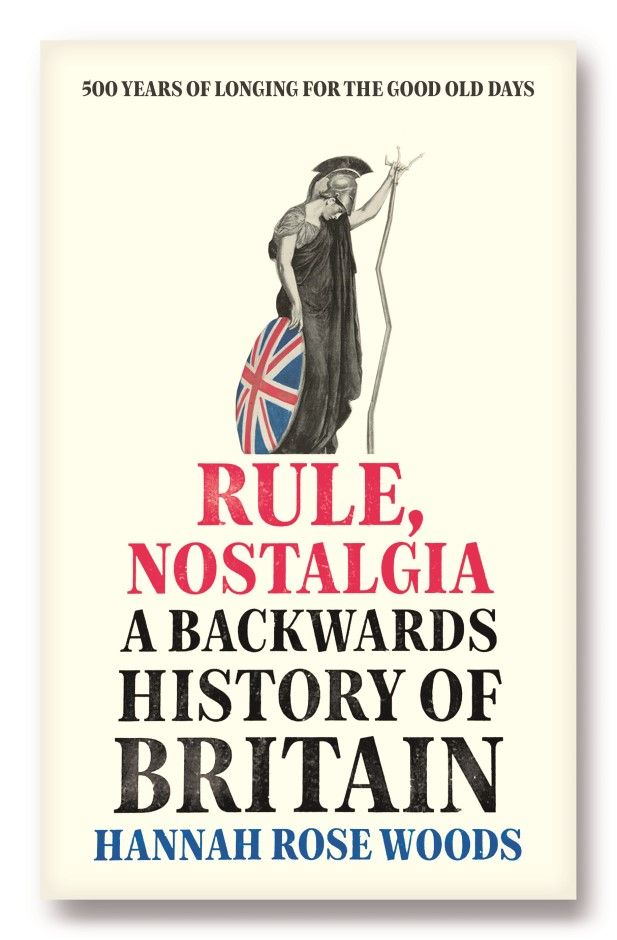 500 YEARS OF LONGING FOR THE GOOD OLD DAYS
RULE,
NOSTALGIA
A BACKWARDS
HISTORY OF
BRITAIN
HANNAH ROSE WOODS